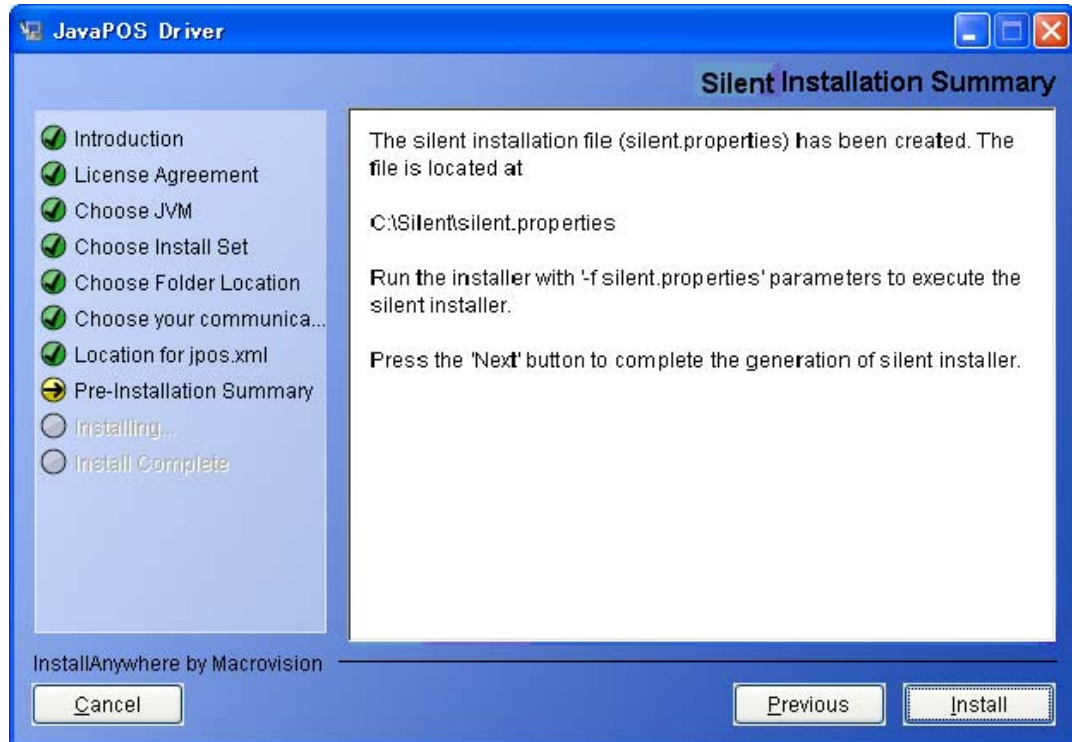 JavaPOS Driver
Silent Installation Summary
Introduction
License Agreement
Choose JVM
Choose Install Set
Choose Folder Location
Choose your communica...
Location for jpos.xml
Pre-Installation Summary
Installing...
Install Complete
The silent installation file (silent.properties) has been created. The
file is located at
C:\Silent\silent.properties
Run the installer with '-f silent.properties' parameters to execute the
silent installer.
Press the 'Next' button to complete the generation of silent installer.
InstallAnywhere by Macrovision
Cancel
Previous
Install